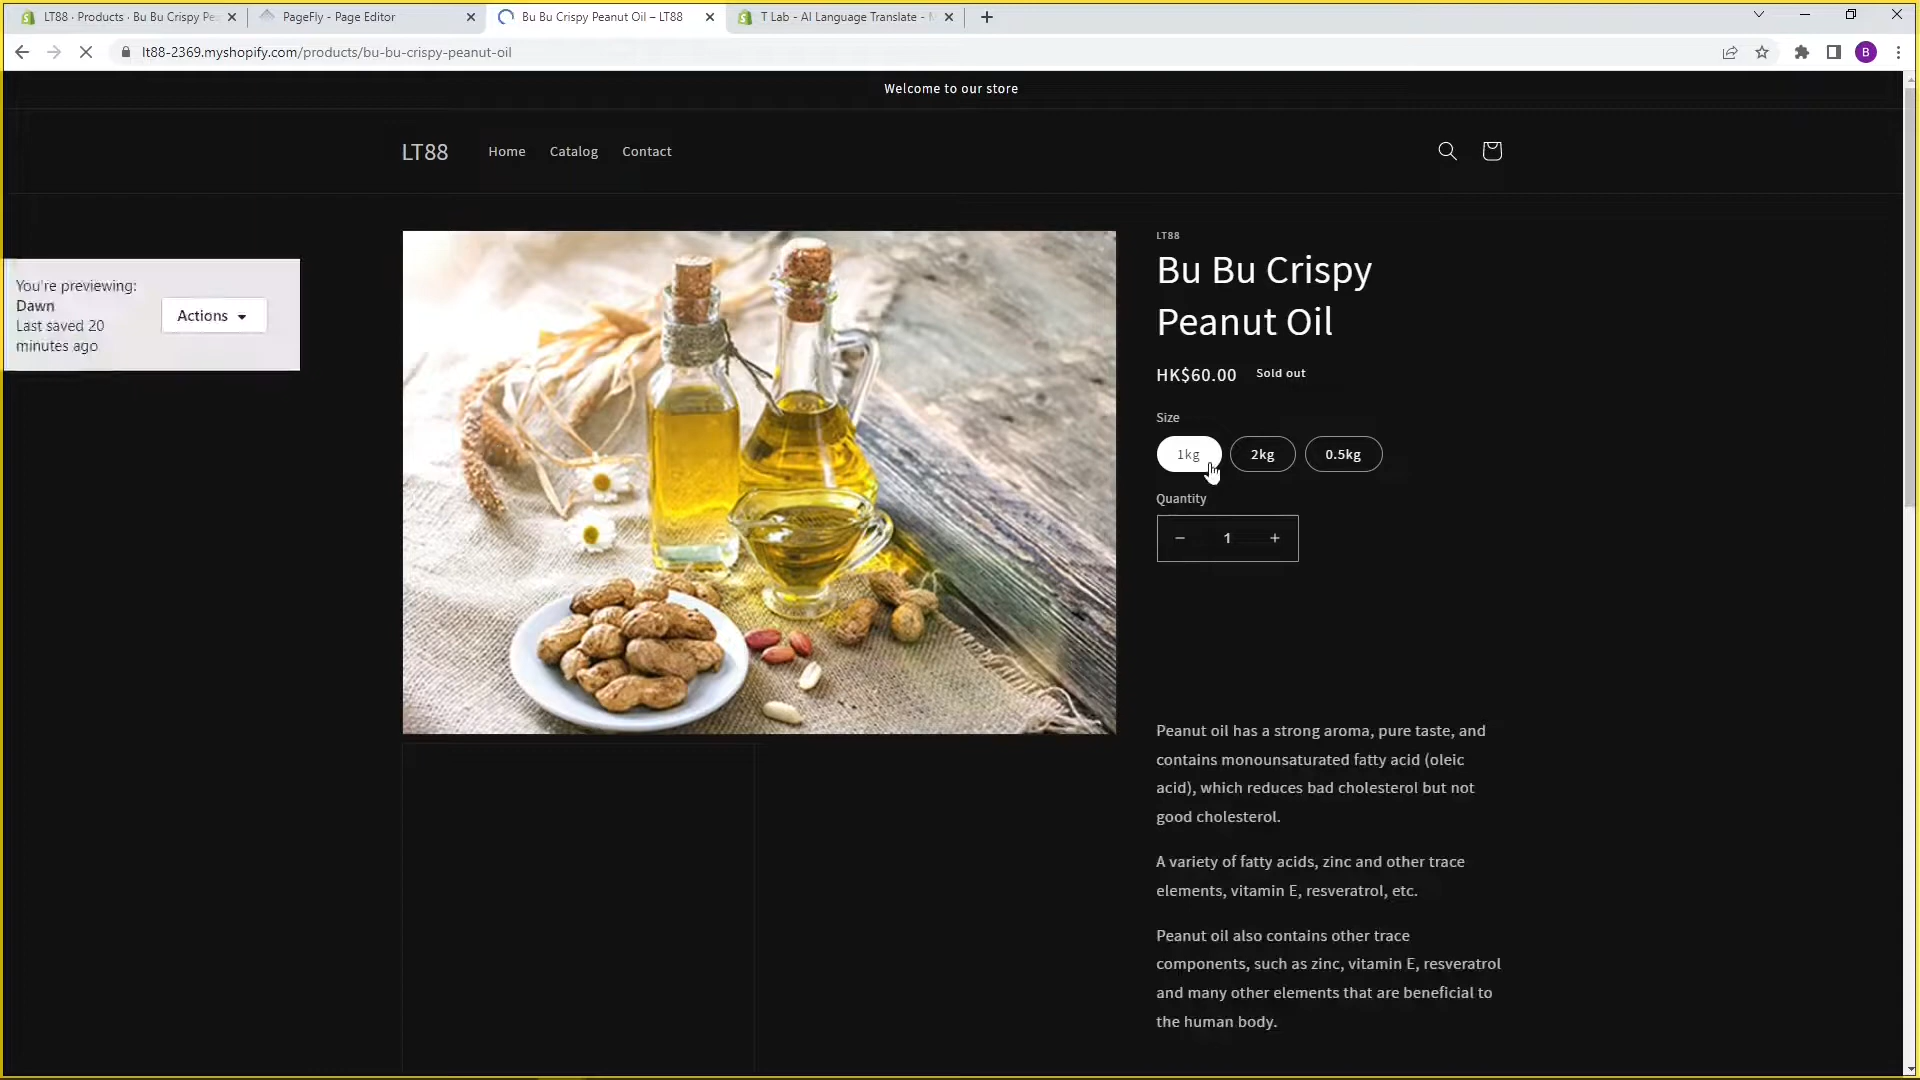 LT88 · Products · Bu Bu Crispy Pe
PageFly - Page Editor
Bu Bu Crispy Peanut Oil – LT88
T Lab - AI Language Translate -
lt88-2369.myshopify.com/products/bu-bu-crispy-peanut-oil
B
Welcome to our store
LT88
Home
Catalog
Contact
You're previewing:
Dawn
Last saved 20
minutes ago
Actions
LT88
Bu Bu Crispy
Peanut Oil
HK$60.00
Sold out
Size
1kg
2kg
0.5kg
Quantity
− 1 +
Peanut oil has a strong aroma, pure taste, and
contains monounsaturated fatty acid (oleic
acid), which reduces bad cholesterol but not
good cholesterol.
A variety of fatty acids, zinc and other trace
elements, vitamin E, resveratrol, etc.
Peanut oil also contains other trace
components, such as zinc, vitamin E, resveratrol
and many other elements that are beneficial to
the human body.